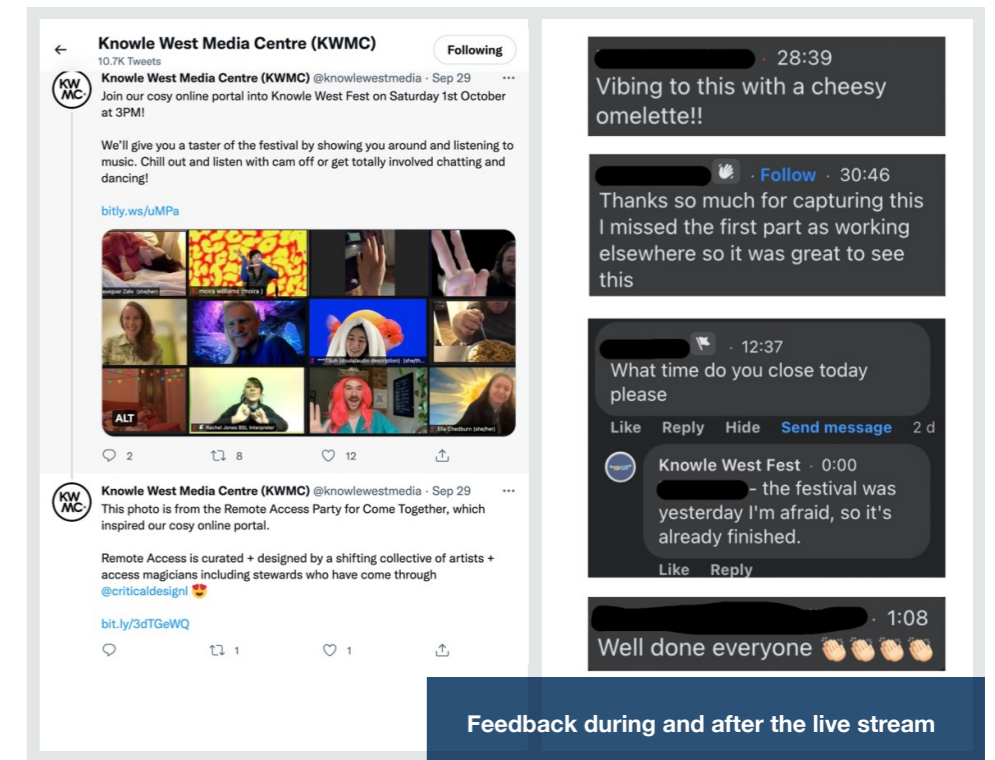 Knowle West Media Centre (KWMC)
10.7K Tweets
Following
KW
MC.
Knowle West Media Centre (KWMC) @knowlewestmedia · Sep 29
Join our cosy online portal into Knowle West Fest on Saturday 1st October
at 3PM!
We'll give you a taster of the festival by showing you around and listening to
music. Chill out and listen with cam off or get totally involved chatting and
dancing!
bitly.ws/uMPa
moira williams (moira )
Rachel Jones BSL Interpreter
Ella Chedburn (she/her)
ALT
2 8 12
KW
MC.
Knowle West Media Centre (KWMC) @knowlewestmedia · Sep 29
This photo is from the Remote Access Party for Come Together, which
inspired our cosy online portal.
Remote Access is curated + designed by a shifting collective of artists +
access magicians including stewards who have come through
@criticaldesignl 😍
bit.ly/3dTGeWQ
1 1
· 28:39
Vibing to this with a cheesy
omelette!!
· Follow · 30:46
Thanks so much for capturing this
I missed the first part as working
elsewhere so it was great to see
this
· 12:37
What time do you close today
please
Like Reply Hide Send message 2 d
Knowle West Fest · 0:00
- the festival was
yesterday I'm afraid, so it's
already finished.
Like Reply
· 1:08
Well done everyone 👏🏻👏🏻👏🏻👏🏻
Feedback during and after the live stream